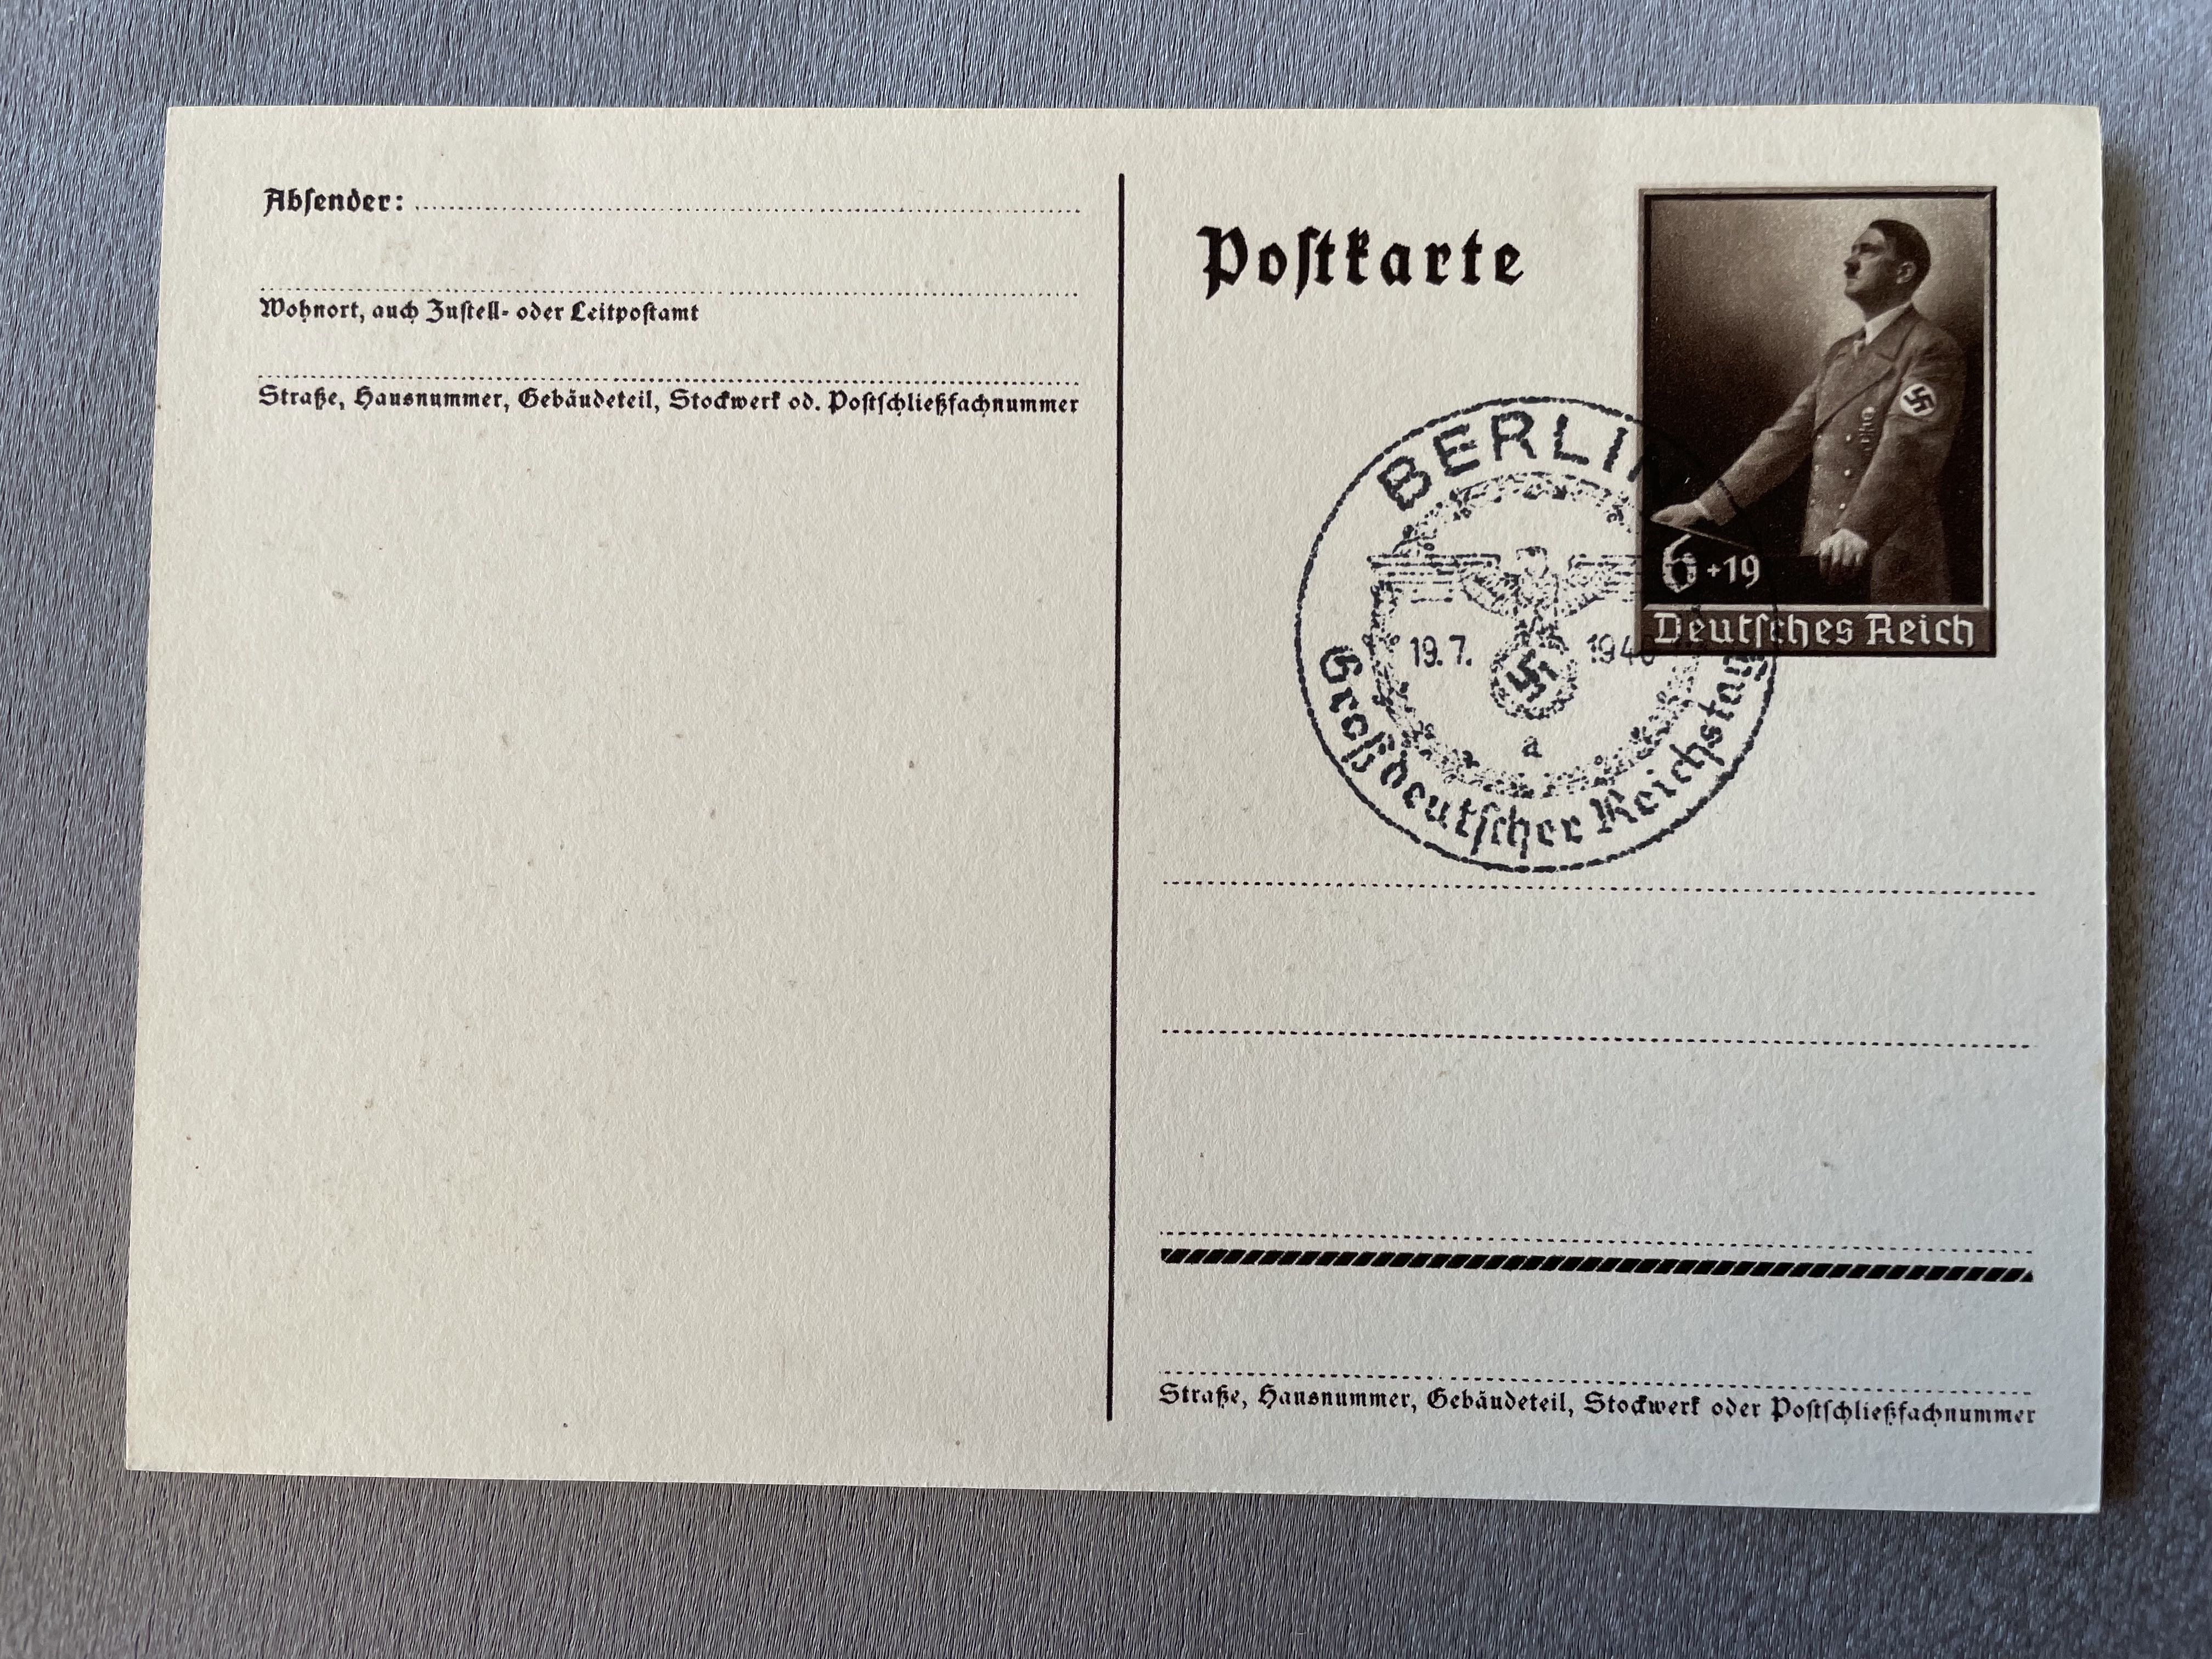 Absender:
Wohnort, auch Zustell- oder Leitpostamt
Straße, Hausnummer, Gebäudeteil, Stockwerk od. Postschließfachnummer
Postkarte
6+19
Deutsches Reich
BERLIN
19.7. 1940
a
Großdeutscher Reichstag
Straße, Hausnummer, Gebäudeteil, Stockwerk oder Postschließfachnummer